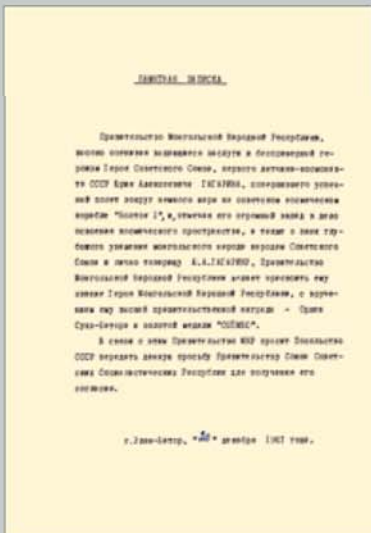 ПАМЯТНАЯ ЗАПИСКА
Правительство Монгольской Народной Республики,
высоко оценивая выдающиеся заслуги и беспримерный ге-
роизм Героя Советского Союза, первого летчика-космонав-
та СССР Юрия Алексеевича ГАГАРИНА, совершившего успеш-
ный полет вокруг земного шара на советском космическом
корабле "Восток I", и, отмечая его огромный вклад в дело
освоения космического пространства, а также в знак глу-
бокого уважения монгольского народа народам Советского
Союза и лично товарищу А.ГАГАРИНУ, Правительство
Монгольской Народной Республики желает присвоить ему
звание Героя Монгольской Народной Республики, с вруче-
нием ему высшей правительственной награды - Ордена
Сухэ-Батора и золотой медали "СОЁМБО".
В связи с этим Правительство МНР просит Посольство
СССР передать данную просьбу Правительству Союза Совет-
ских Социалистических Республик для получения его
согласия.
г.Улан-Батор, " " декабря 196 года.